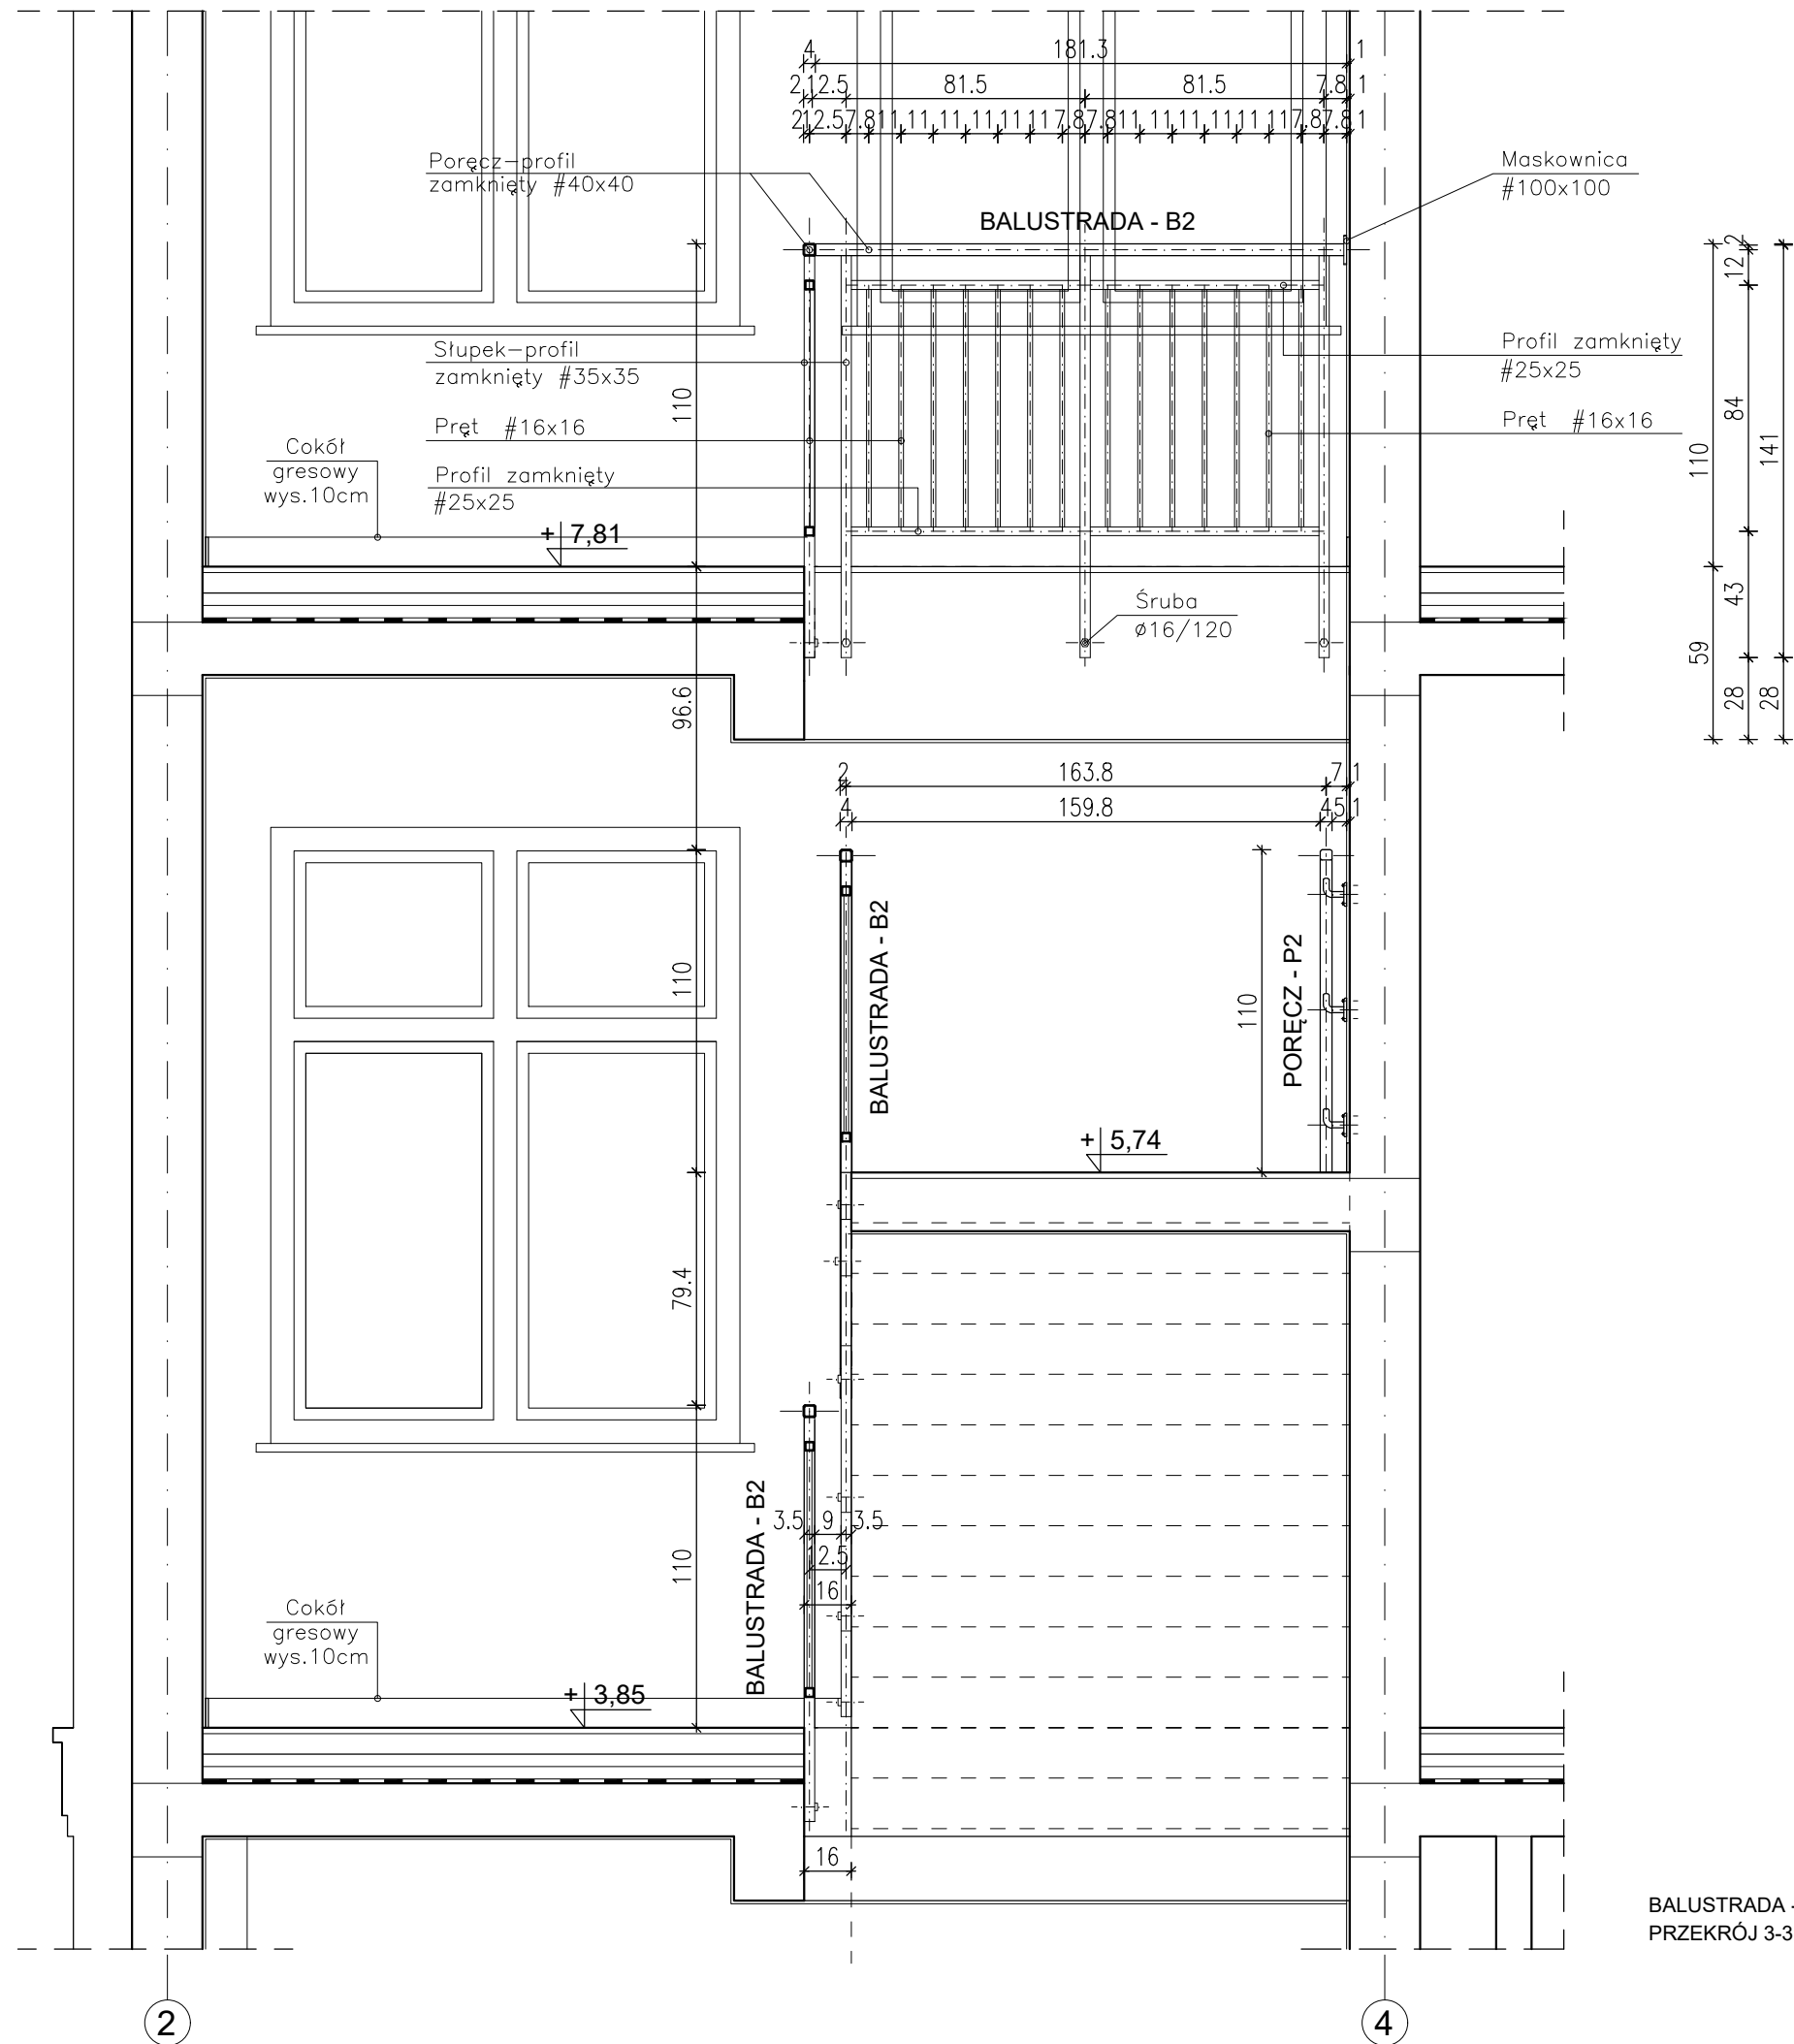 4 181.3 1
2 12.5 81.5 81.5 7.8 1
2 12.5 7.8 11 11 11 11 11 11 7.8 7.8 11 11 11 11 11 11 7.8 7.8 1
Poręcz-profil
zamknięty #40x40
Maskownica
#100x100
BALUSTRADA - B2
Słupek-profil
zamknięty #35x35
Profil zamknięty
#25x25
Pręt #16x16
Pręt #16x16
Cokół
gresowy
wys.10cm
Profil zamknięty
#25x25
110
+ 7,81
Śruba
ø16/120
2
12
84
110
141
43
59
28
28
96.6
2 163.8 7 1
4 159.8 4 5 1
BALUSTRADA - B2
PORĘCZ - P2
110
110
+ 5,74
79.4
BALUSTRADA - B2
3.5 9 3.5
12.5
16
110
Cokół
gresowy
wys.10cm
+ 3,85
16
BALUSTRADA -
PRZEKRÓJ 3-3
2
4